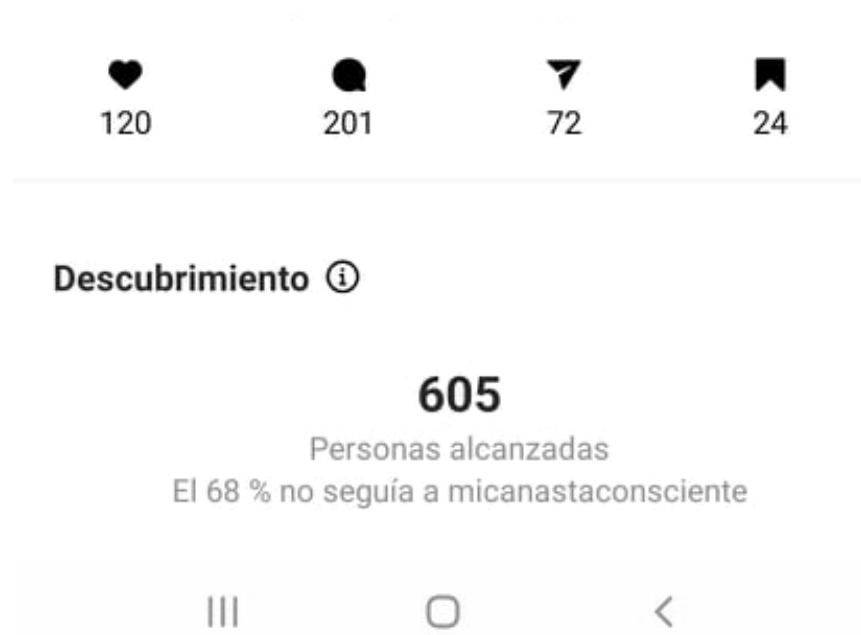 120 201 72 24
Descubrimiento
605
Personas alcanzadas
El 68 % no seguía a micanastaconsciente